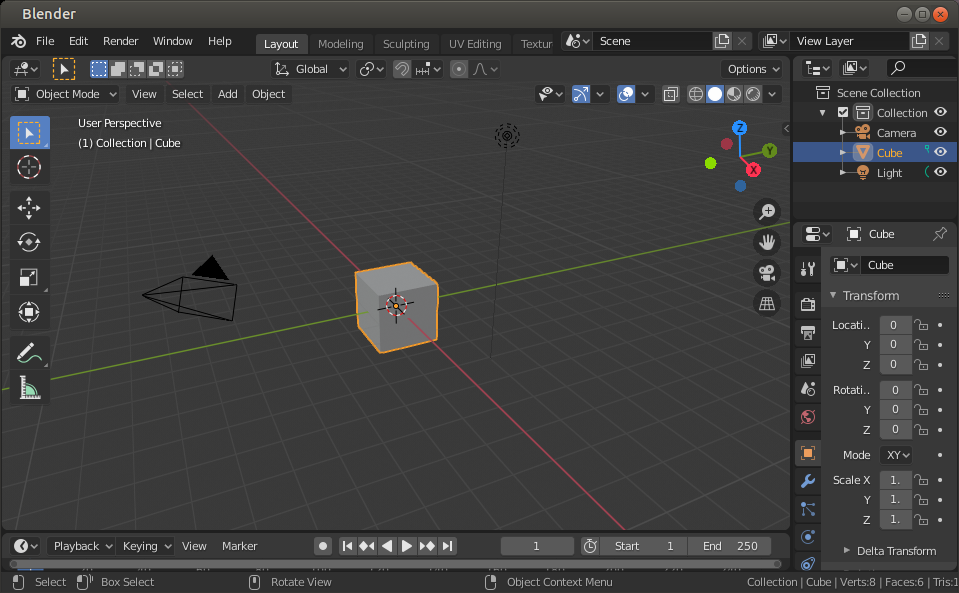 Blender
File Edit Render Window Help Layout Modeling Sculpting UV Editing Textur Scene View Layer
Global Options
Object Mode View Select Add Object
User Perspective
(1) Collection | Cube
Z
Y
X
Scene Collection
Collection
Camera
Cube
Light
Cube
Cube
Transform
Locati.. 0
Y 0
Z 0
Rotati.. 0
Y 0
Z 0
Mode XY
Scale X 1.
Y 1.
Z 1.
Delta Transform
Playback Keying View Marker 1 Start 1 End 250
Select Box Select Rotate View Object Context Menu Collection | Cube | Verts:8 | Faces:6 | Tris:1